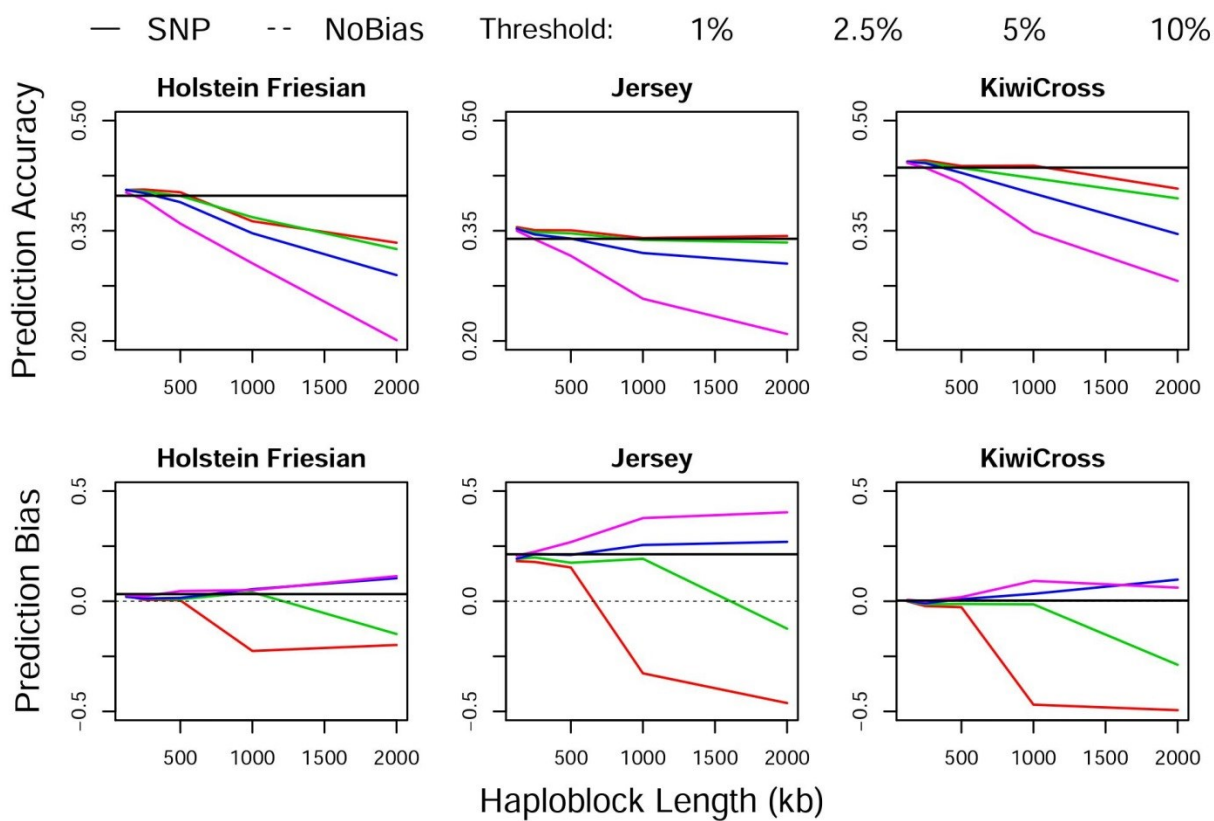 SNP NoBias Threshold: 1% 2.5% 5% 10%
Prediction Accuracy
Holstein Friesian Jersey KiwiCross
0.50 0.50 0.50
0.35 0.35 0.35
0.20 0.20 0.20
500 1000 1500 2000 500 1000 1500 2000 500 1000 1500 2000
Prediction Bias
Holstein Friesian Jersey KiwiCross
0.5 0.5 0.5
0.0 0.0 0.0
−0.5 −0.5 −0.5
500 1000 1500 2000 500 1000 1500 2000 500 1000 1500 2000
Haploblock Length (kb)